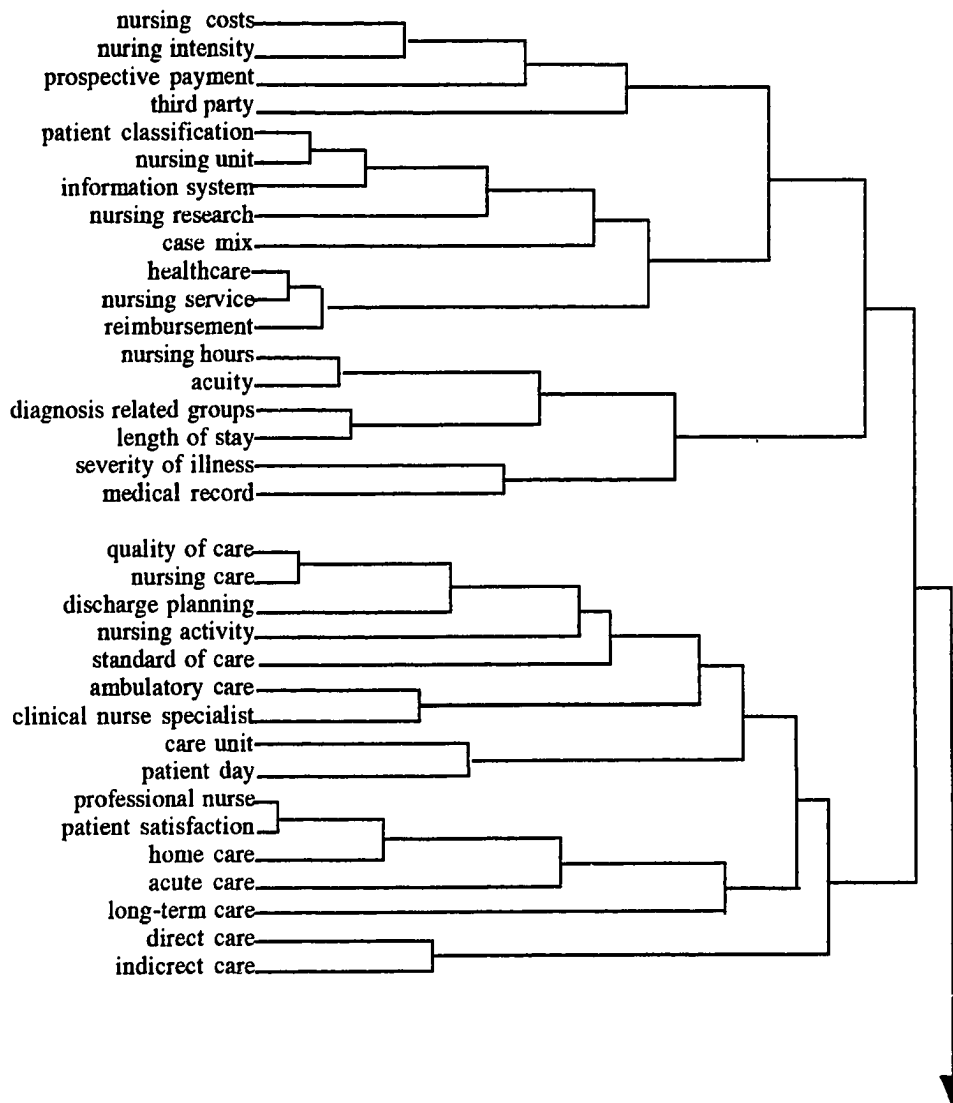 nursing costs
nuring intensity
prospective payment
third party
patient classification
nursing unit
information system
nursing research
case mix
healthcare
nursing service
reimbursement
nursing hours
acuity
diagnosis related groups
length of stay
severity of illness
medical record
quality of care
nursing care
discharge planning
nursing activity
standard of care
ambulatory care
clinical nurse specialist
care unit
patient day
professional nurse
patient satisfaction
home care
acute care
long-term care
direct care
indicrect care